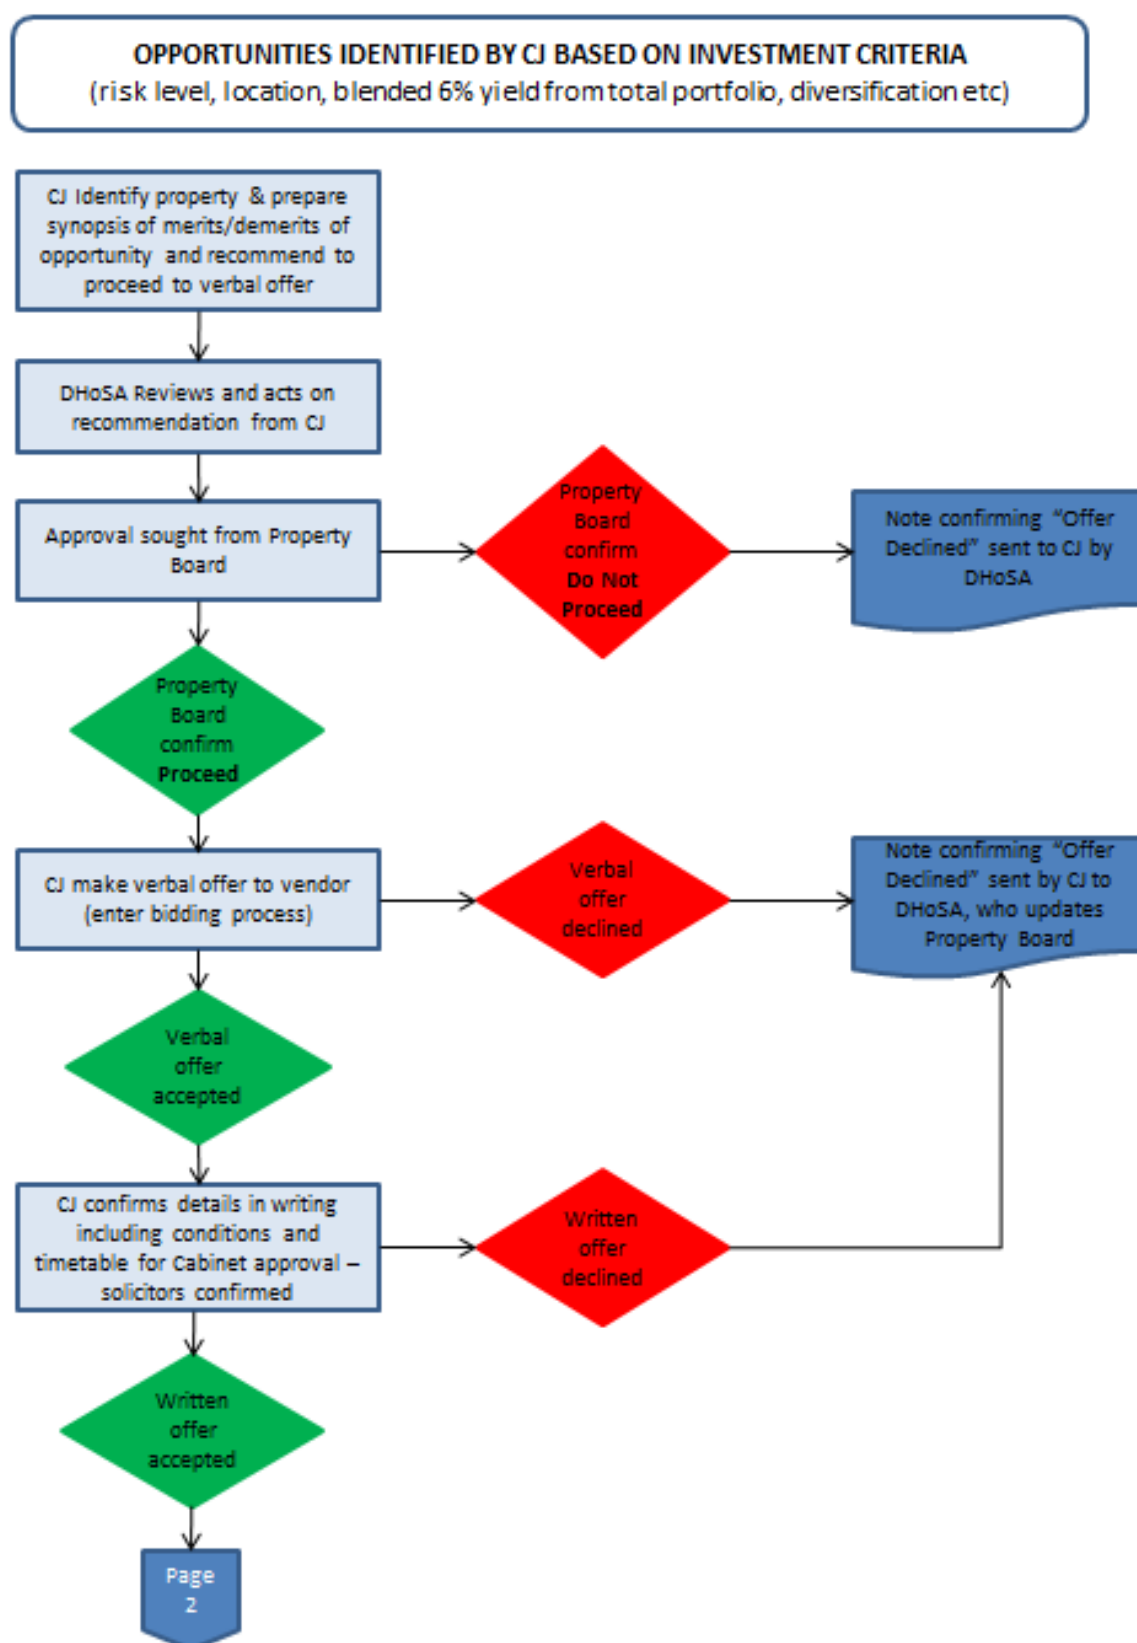 OPPORTUNITIES IDENTIFIED BY CJ BASED ON INVESTMENT CRITERIA
(risk level, location, blended 6% yield from total portfolio, diversification etc)
CJ Identify property & prepare
synopsis of merits/demerits of
opportunity and recommend to
proceed to verbal offer
DHoSA Reviews and acts on
recommendation from CJ
Approval sought from Property
Board
Property
Board
confirm
Do Not
Proceed
Note confirming “Offer
Declined” sent to CJ by
DHoSA
Property
Board
confirm
Proceed
CJ make verbal offer to vendor
(enter bidding process)
Verbal
offer
declined
Note confirming “Offer
Declined” sent by CJ to
DHoSA, who updates
Property Board
Verbal
offer
accepted
CJ confirms details in writing
including conditions and
timetable for Cabinet approval –
solicitors confirmed
Written
offer
declined
Written
offer
accepted
Page
2